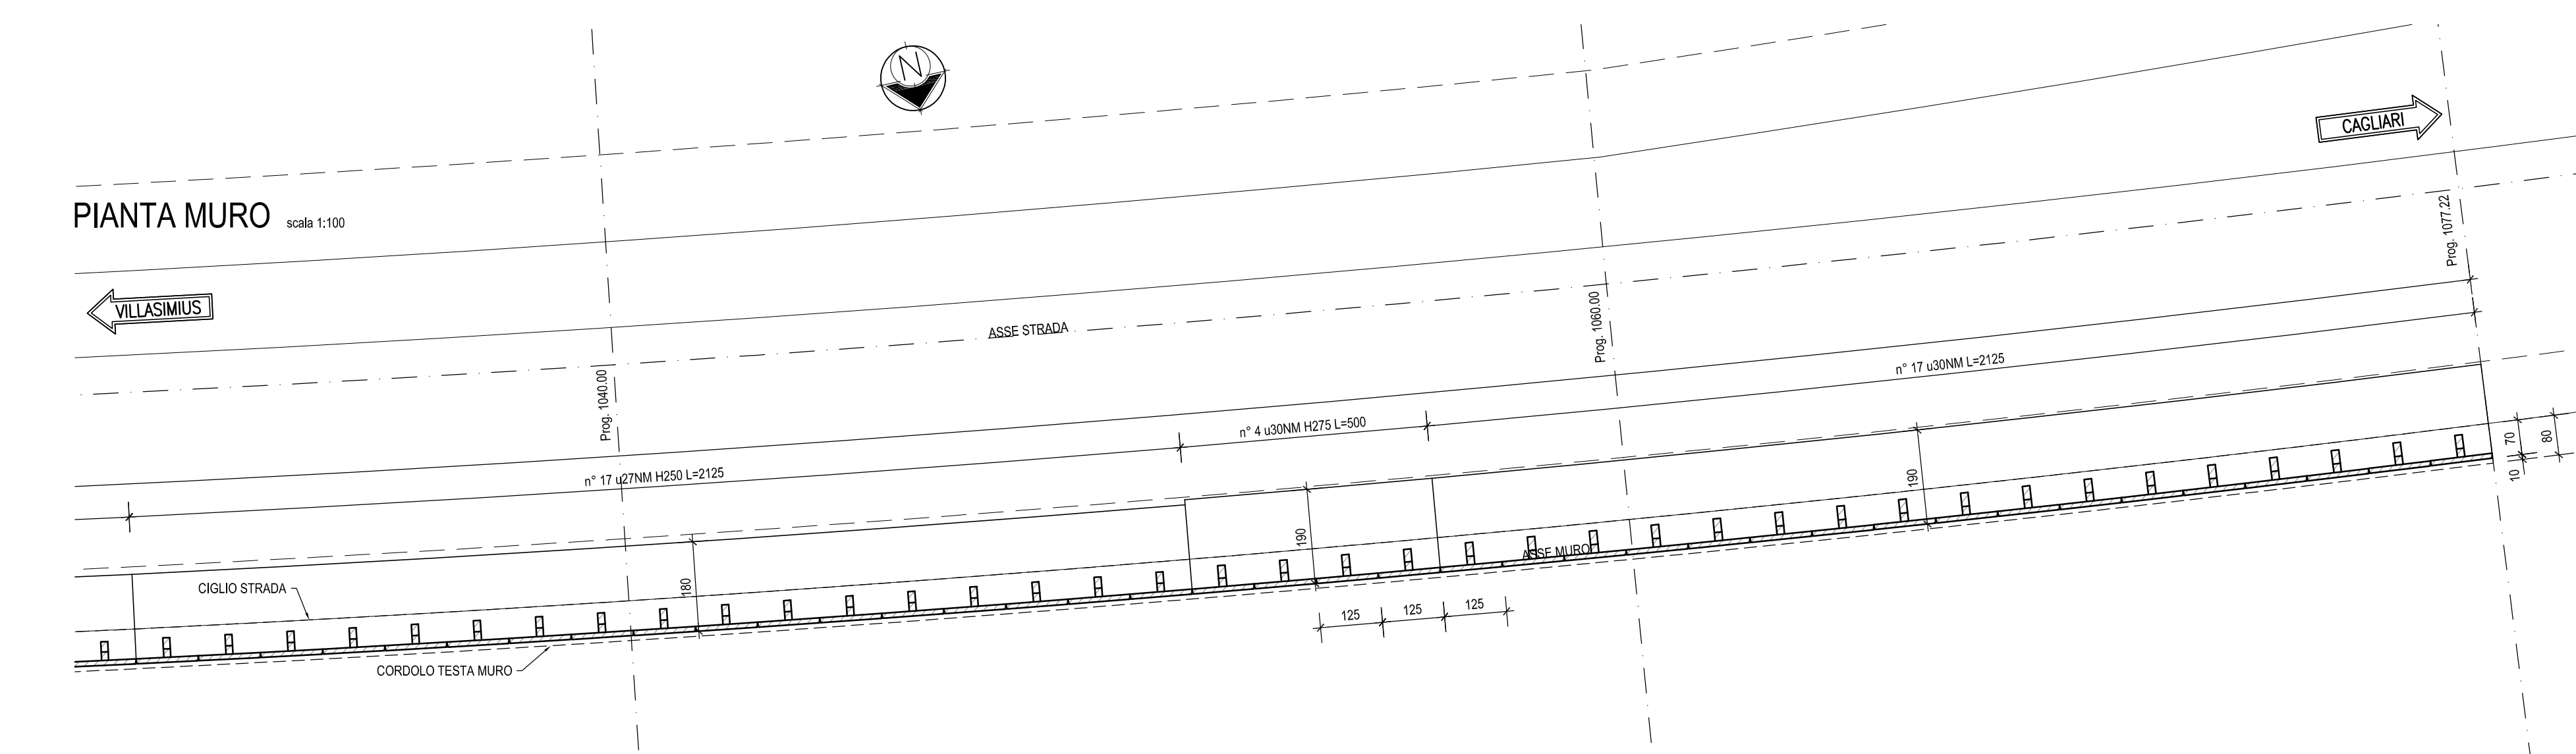 N
CAGLIARI
PIANTA MURO scala 1:100
Prog. 1077.22
VILLASIMIUS
ASSE STRADA
Prog. 1060.00
n° 17 u30NM L=2125
Prog. 1040.00
n° 4 u30NM H275 L=500
n° 17 u27NM H250 L=2125
70
80
10
190
190
180
ASSE MURO
CIGLIO STRADA
125
125
125
CORDOLO TESTA MURO